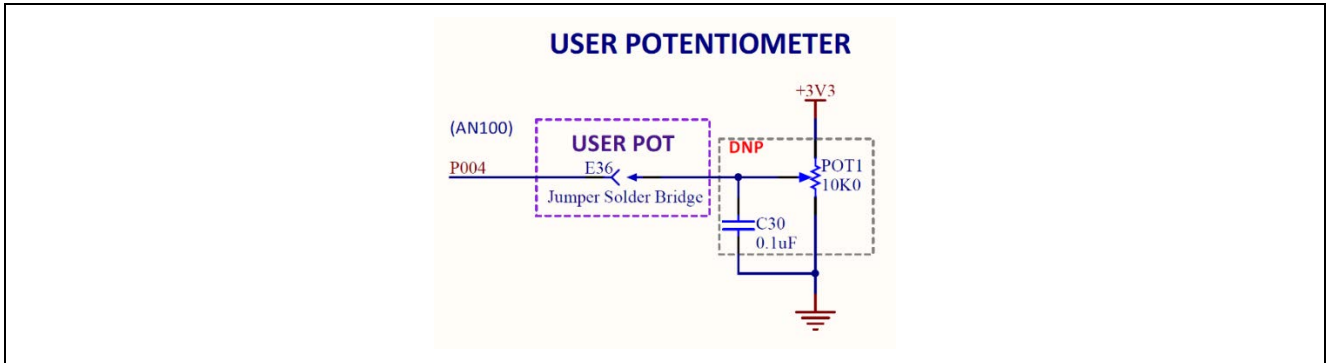 USER POTENTIOMETER
+3V3
(AN100)
USER POT
DNP
P004
E36
POT1
10K0
Jumper Solder Bridge
C30
0.1uF